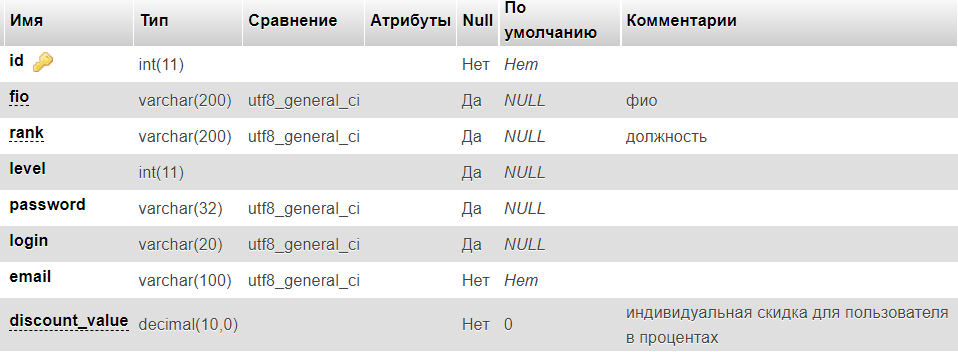 Имя Тип Сравнение Атрибуты Null По умолчанию Комментарии
id int(11) Нет Нет
fio varchar(200) utf8_general_ci Да NULL фио
rank varchar(200) utf8_general_ci Да NULL должность
level int(11) Да NULL
password varchar(32) utf8_general_ci Да NULL
login varchar(20) utf8_general_ci Да NULL
email varchar(100) utf8_general_ci Нет Нет
discount_value decimal(10,0) Нет 0 индивидуальная скидка для пользователя
в процентах